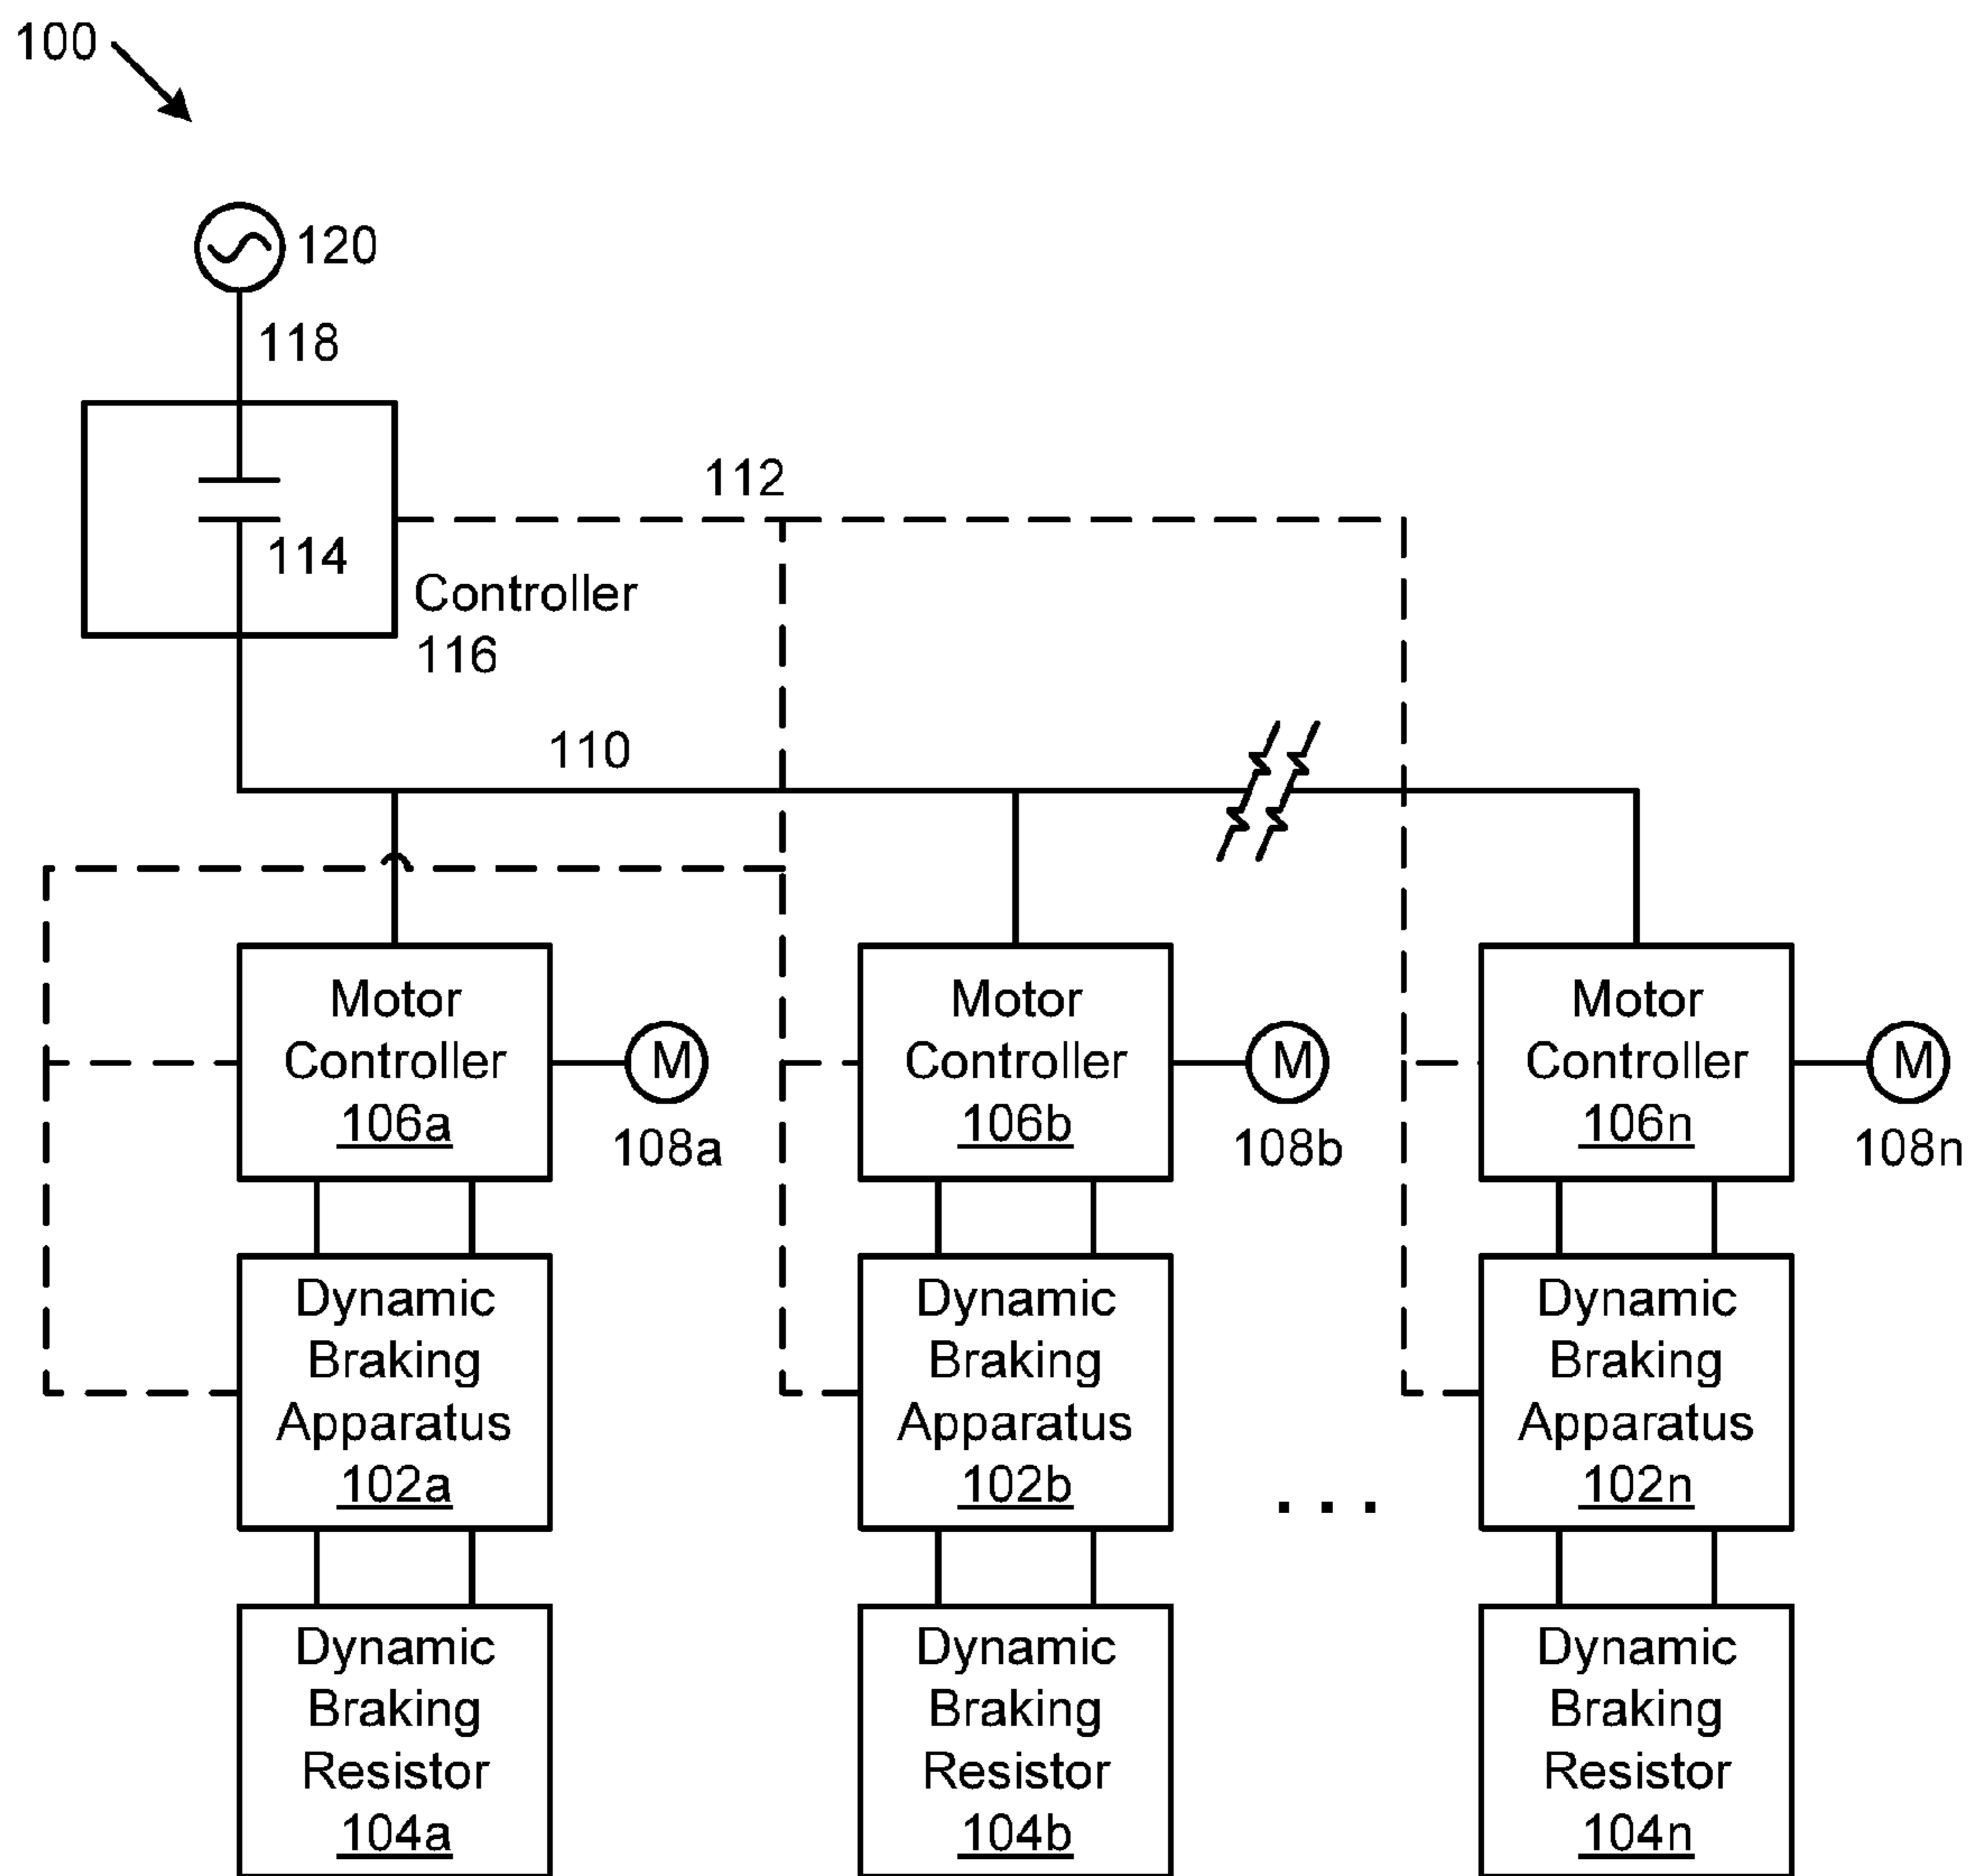 100
120
118
112
114
Controller
116
110
Motor
Controller
106a
M
108a
Motor
Controller
106b
M
108b
Motor
Controller
106n
M
108n
Dynamic
Braking
Apparatus
102a
Dynamic
Braking
Apparatus
102b
. . .
Dynamic
Braking
Apparatus
102n
Dynamic
Braking
Resistor
104a
Dynamic
Braking
Resistor
104b
Dynamic
Braking
Resistor
104n